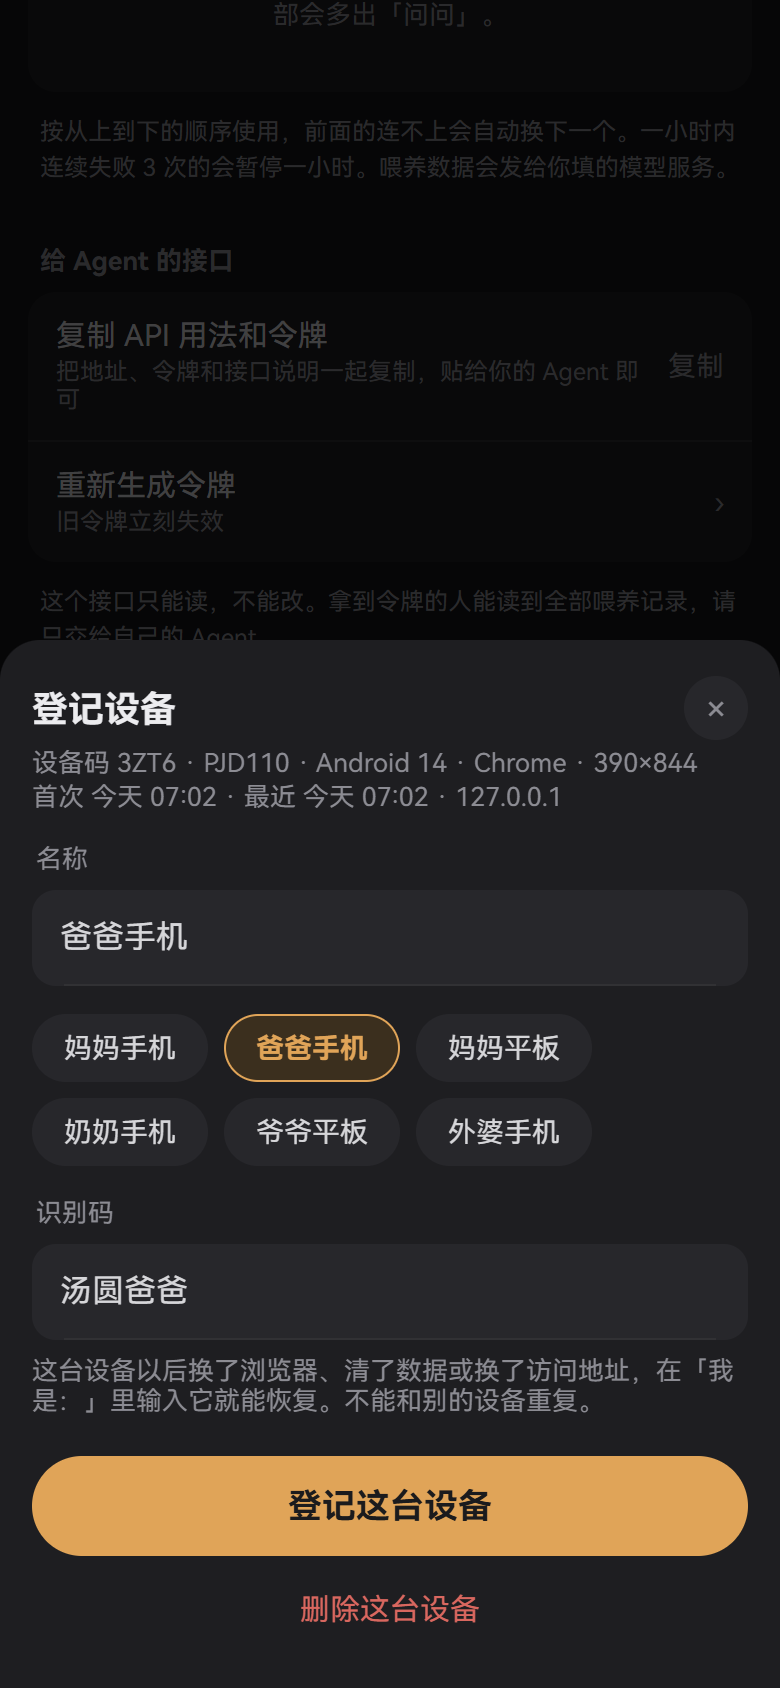 部会多出「问问」。
按从上到下的顺序使用，前面的连不上会自动换下一个。一小时内
连续失败 3 次的会暂停一小时。喂养数据会发给你填的模型服务。
给 Agent 的接口
复制 API 用法和令牌
把地址、令牌和接口说明一起复制，贴给你的 Agent 即
可
复制
重新生成令牌
旧令牌立刻失效
这个接口只能读，不能改。拿到令牌的人能读到全部喂养记录，请
只交给自己的 Agent
登记设备
×
设备码 3ZT6 · PJD110 · Android 14 · Chrome · 390×844
首次 今天 07:02 · 最近 今天 07:02 · 127.0.0.1
名称
爸爸手机
妈妈手机
爸爸手机
妈妈平板
奶奶手机
爷爷平板
外婆手机
识别码
汤圆爸爸
这台设备以后换了浏览器、清了数据或换了访问地址，在「我
是：」里输入它就能恢复。不能和别的设备重复。
登记这台设备
删除这台设备